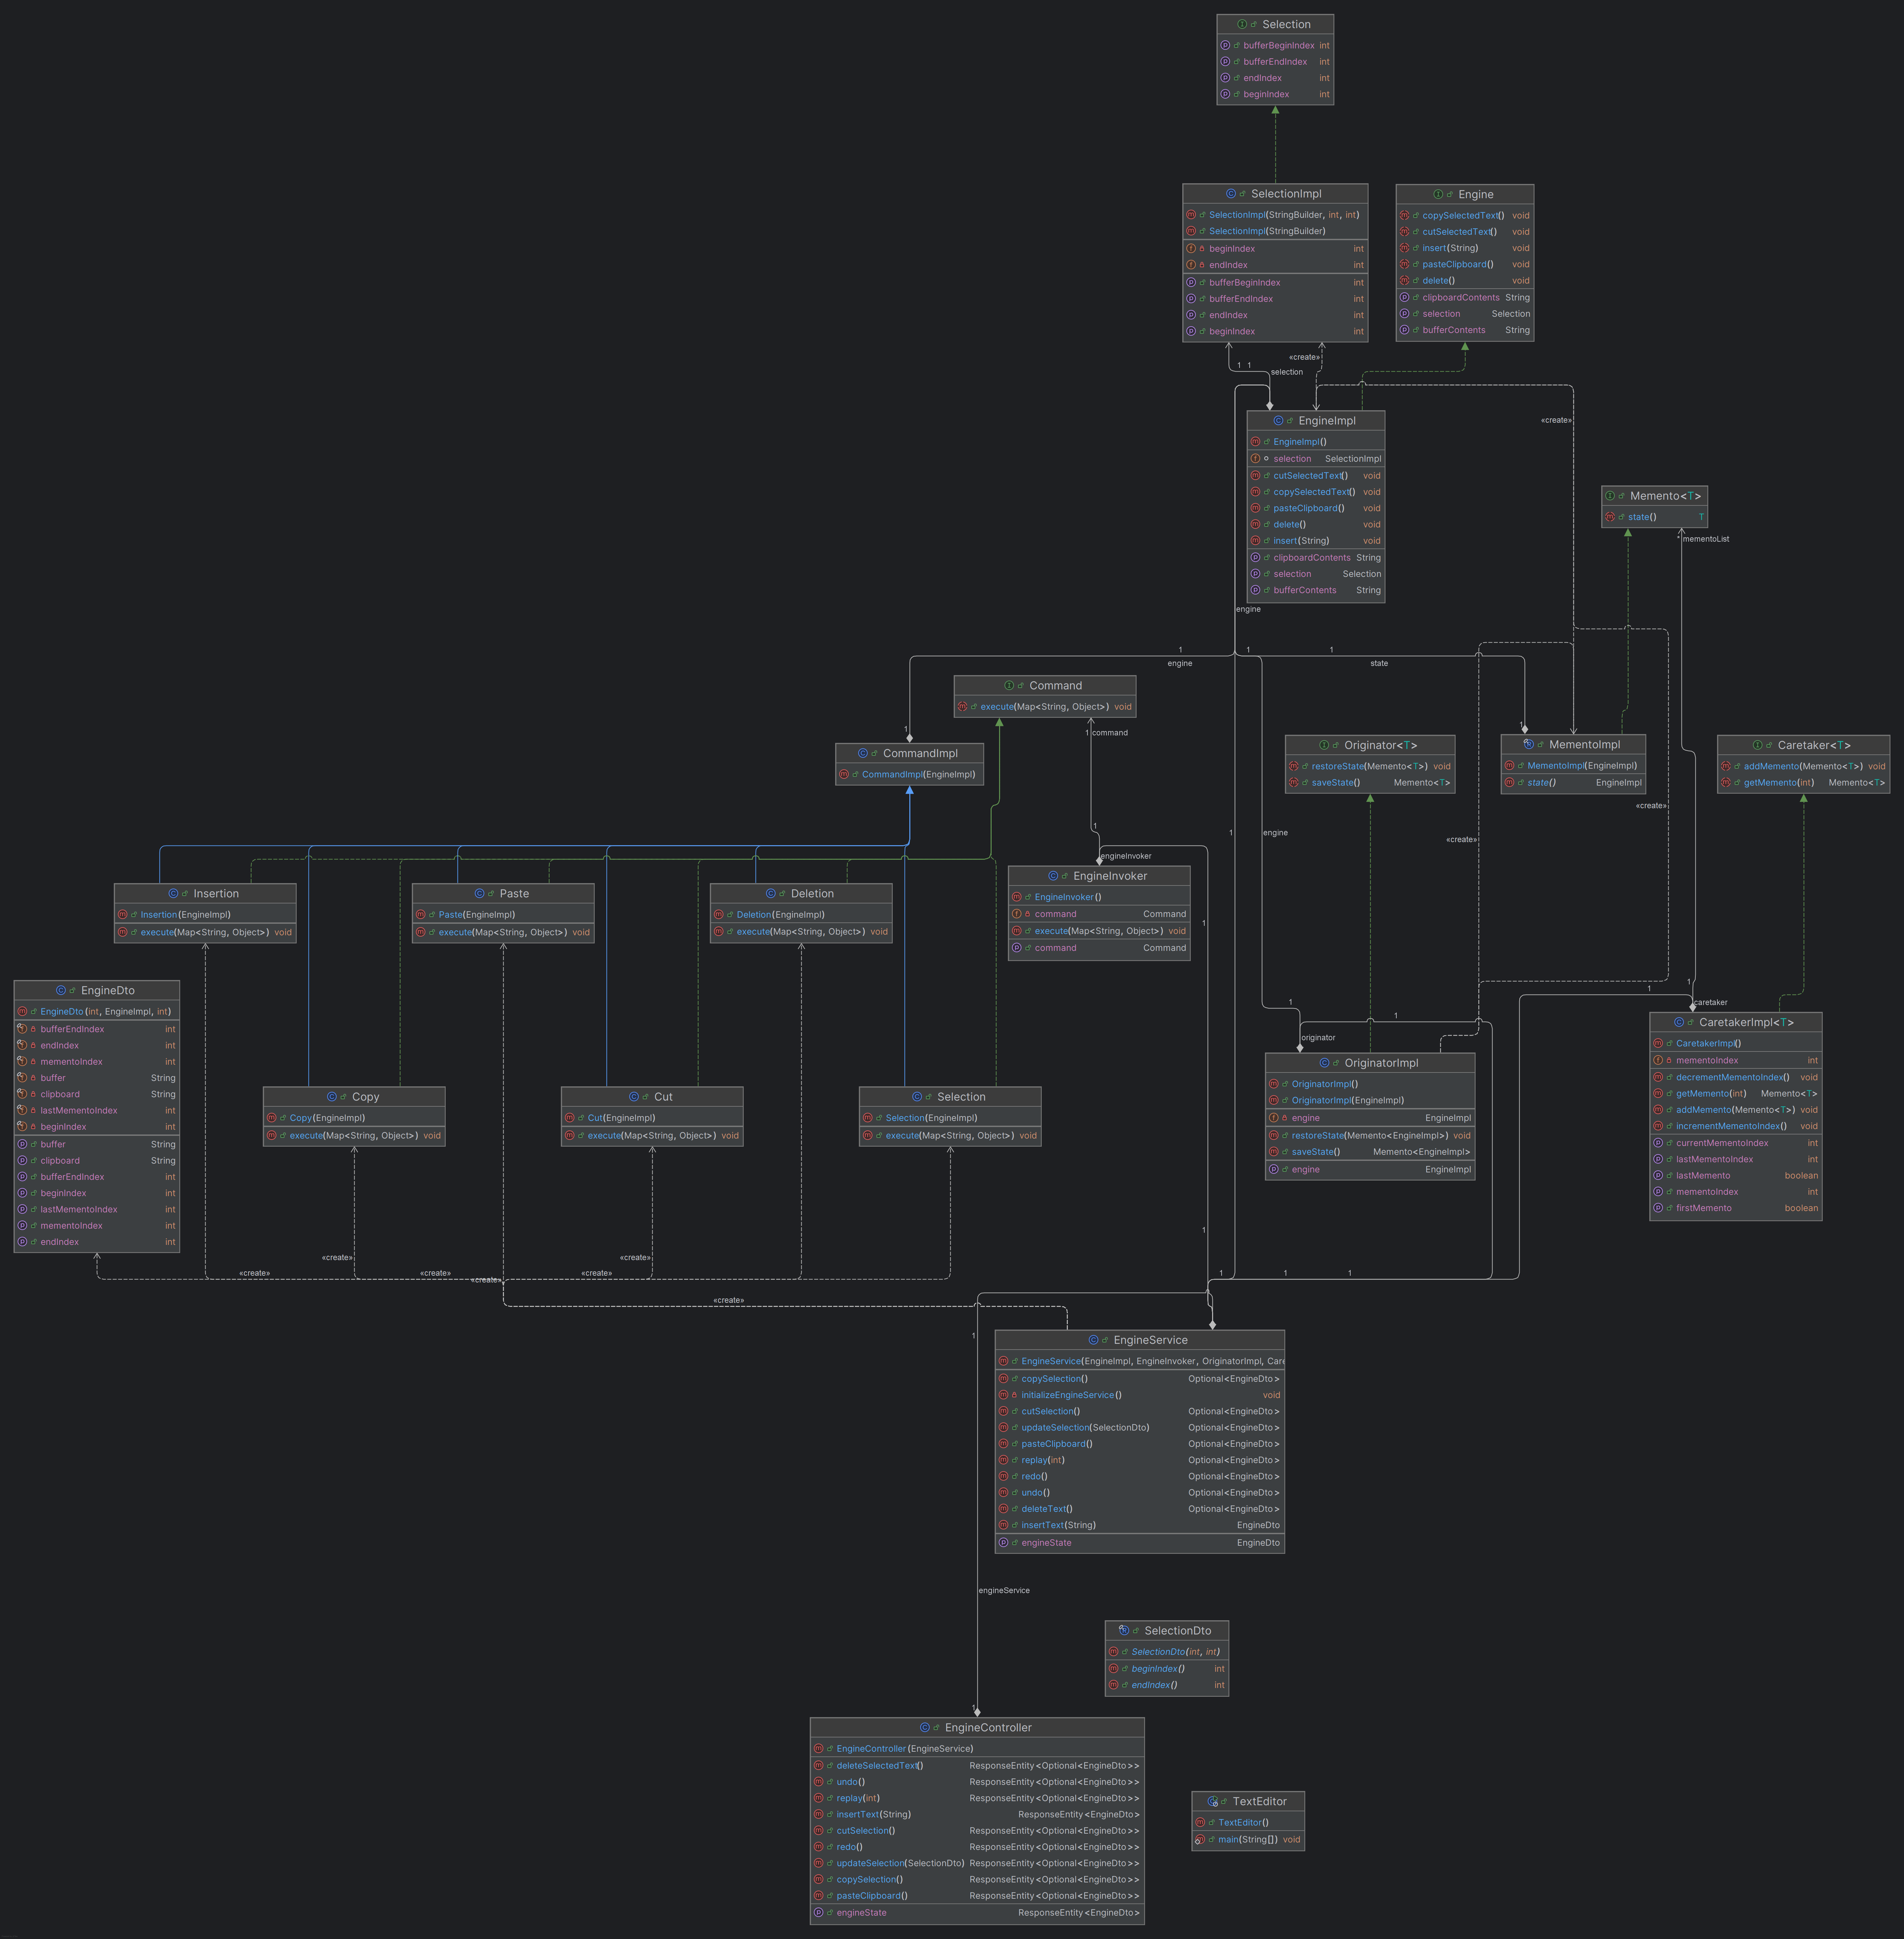 Selection
bufferBeginIndex int
bufferEndIndex int
endIndex int
beginIndex int
SelectionImpl
SelectionImpl(StringBuilder, int, int)
SelectionImpl(StringBuilder)
beginIndex int
endIndex int
bufferBeginIndex int
bufferEndIndex int
endIndex int
beginIndex int
Engine
copySelectedText() void
cutSelectedText() void
insert(String) void
pasteClipboard() void
delete() void
clipboardContents String
selection Selection
bufferContents String
«create»
1 1
selection
«create»
EngineImpl
EngineImpl()
selection SelectionImpl
cutSelectedText() void
copySelectedText() void
pasteClipboard() void
delete() void
insert(String) void
clipboardContents String
selection Selection
bufferContents String
Memento<T>
state() T
* mementoList
engine
1 1 1
engine state
Command
execute(Map<String, Object>) void
1 command
1
CommandImpl
CommandImpl(EngineImpl)
Originator<T>
restoreState(Memento<T>) void
saveState() Memento<T>
1
MementoImpl
MementoImpl(EngineImpl)
state() EngineImpl
Caretaker<T>
addMemento(Memento<T>) void
getMemento(int) Memento<T>
«create»
1
1 engine
«create»
engineInvoker
EngineInvoker
EngineInvoker()
command Command
execute(Map<String, Object>) void
command Command
Insertion
Insertion(EngineImpl)
execute(Map<String, Object>) void
Paste
Paste(EngineImpl)
execute(Map<String, Object>) void
Deletion
Deletion(EngineImpl)
execute(Map<String, Object>) void
1
EngineDto
EngineDto(int, EngineImpl, int)
bufferEndIndex int
endIndex int
mementoIndex int
buffer String
clipboard String
lastMementoIndex int
beginIndex int
buffer String
clipboard String
bufferEndIndex int
beginIndex int
lastMementoIndex int
mementoIndex int
endIndex int
1 1
1 caretaker
1
originator
CaretakerImpl<T>
CaretakerImpl()
mementoIndex int
decrementMementoIndex() void
getMemento(int) Memento<T>
addMemento(Memento<T>) void
incrementMementoIndex() void
currentMementoIndex int
lastMementoIndex int
lastMemento boolean
mementoIndex int
firstMemento boolean
OriginatorImpl
OriginatorImpl()
OriginatorImpl(EngineImpl)
engine EngineImpl
restoreState(Memento<EngineImpl>) void
saveState() Memento<EngineImpl>
engine EngineImpl
Copy
Copy(EngineImpl)
execute(Map<String, Object>) void
Cut
Cut(EngineImpl)
execute(Map<String, Object>) void
Selection
Selection(EngineImpl)
execute(Map<String, Object>) void
1
«create» «create»
«create» «create» «create» «create»
1 1 1
«create»
1
EngineService
EngineService(EngineImpl, EngineInvoker, OriginatorImpl, Care
copySelection() Optional<EngineDto>
initializeEngineService() void
cutSelection() Optional<EngineDto>
updateSelection(SelectionDto) Optional<EngineDto>
pasteClipboard() Optional<EngineDto>
replay(int) Optional<EngineDto>
redo() Optional<EngineDto>
undo() Optional<EngineDto>
deleteText() Optional<EngineDto>
insertText(String) EngineDto
engineState EngineDto
engineService
SelectionDto
SelectionDto(int, int)
beginIndex() int
endIndex() int
1
EngineController
EngineController(EngineService)
deleteSelectedText() ResponseEntity<Optional<EngineDto>>
undo() ResponseEntity<Optional<EngineDto>>
replay(int) ResponseEntity<Optional<EngineDto>>
insertText(String) ResponseEntity<EngineDto>
cutSelection() ResponseEntity<Optional<EngineDto>>
redo() ResponseEntity<Optional<EngineDto>>
updateSelection(SelectionDto) ResponseEntity<Optional<EngineDto>>
copySelection() ResponseEntity<Optional<EngineDto>>
pasteClipboard() ResponseEntity<Optional<EngineDto>>
engineState ResponseEntity<EngineDto>
TextEditor
TextEditor()
main(String[]) void